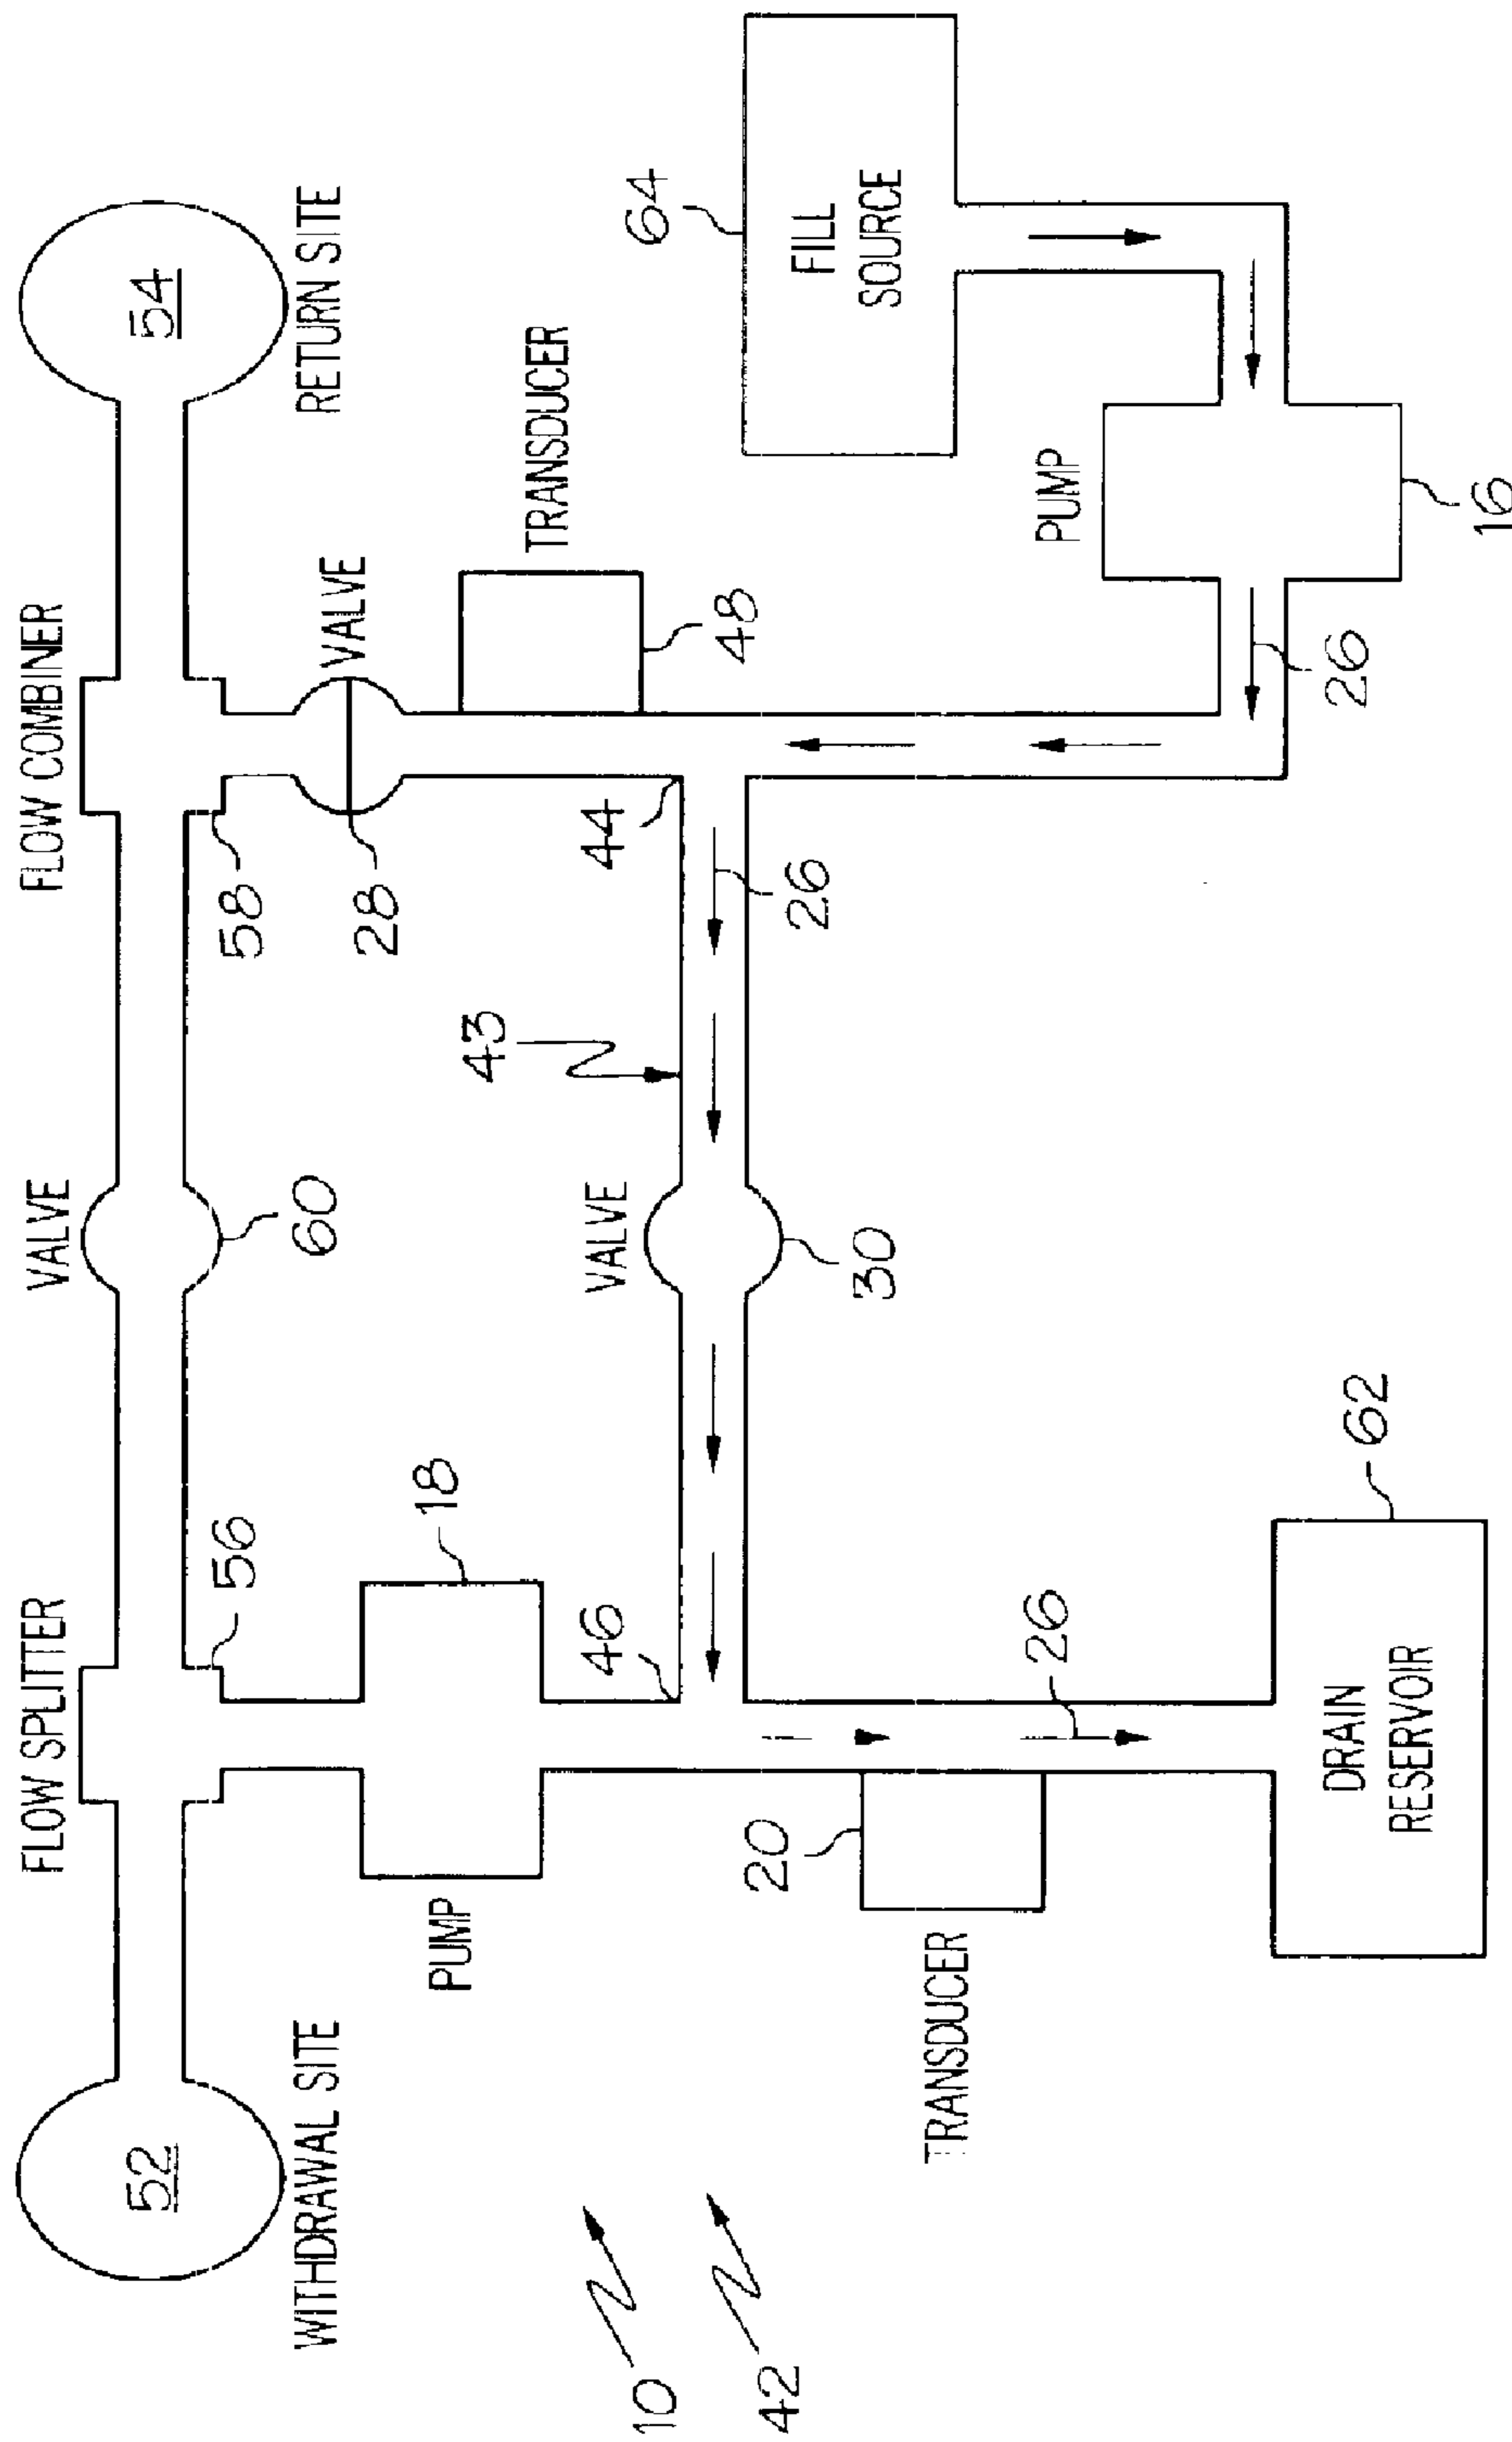 FLOW SPLITTER
VALVE
FLOW COMBINER
52
WITHDRAWAL SITE
56
60
58
54
RETURN SITE
VALVE
28
PUMP
18
43
TRANSDUCER
48
10
42
46
VALVE
30
44
26
64
FILL
SOURCE
TRANSDUCER
20
26
PUMP
16
26
DRAIN
RESERVOIR
62